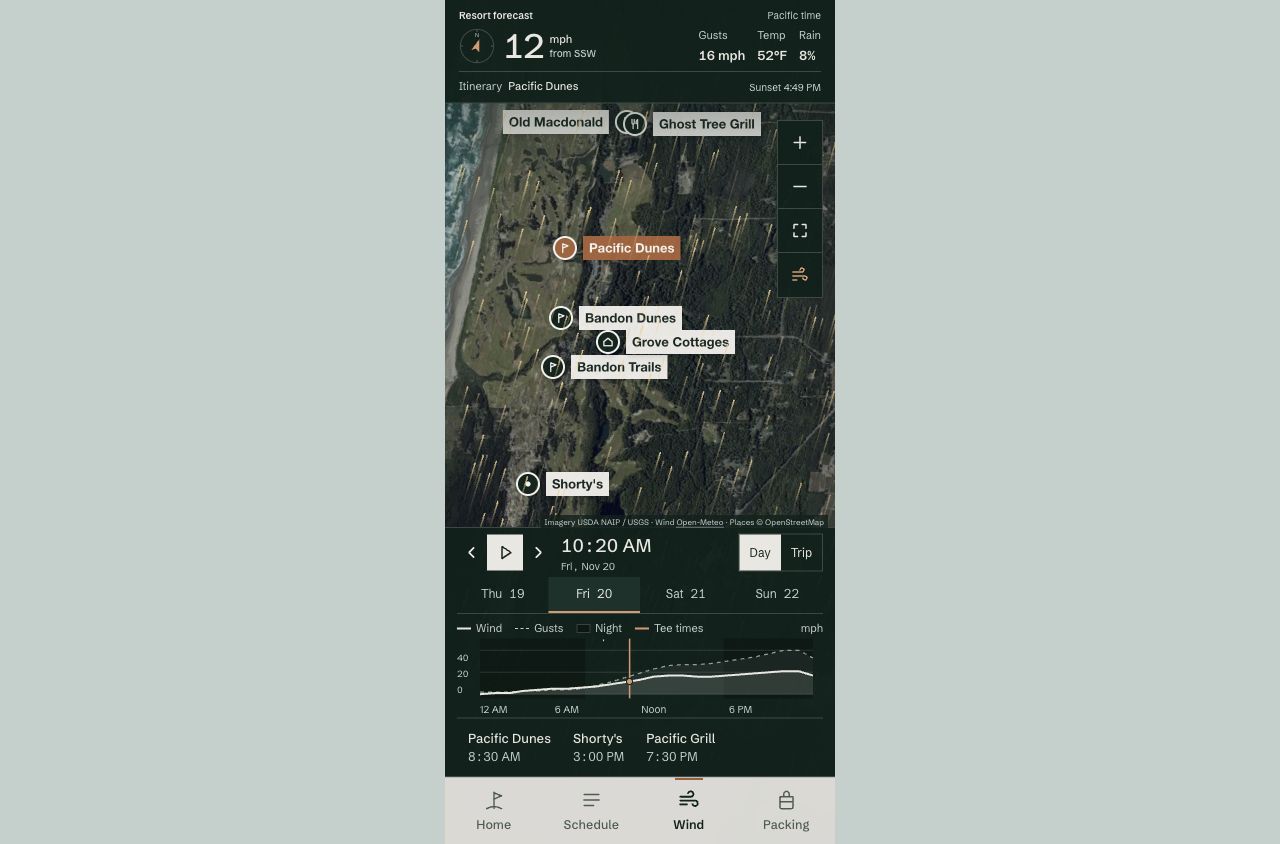 Resort forecast
Pacific time
N
12 mph from SSW
Gusts Temp Rain
16 mph 52°F 8%
Itinerary Pacific Dunes
Sunset 4:49 PM
Old Macdonald
Ghost Tree Grill
Pacific Dunes
Bandon Dunes
Grove Cottages
Bandon Trails
Shorty's
Imagery USDA NAIP / USGS · Wind Open-Meteo · Places © OpenStreetMap
10:20 AM
Fri, Nov 20
Day Trip
Thu 19 Fri 20 Sat 21 Sun 22
Wind Gusts Night Tee times mph
40
20
0
12 AM 6 AM Noon 6 PM
Pacific Dunes Shorty's Pacific Grill
8:30 AM 3:00 PM 7:30 PM
Home Schedule Wind Packing